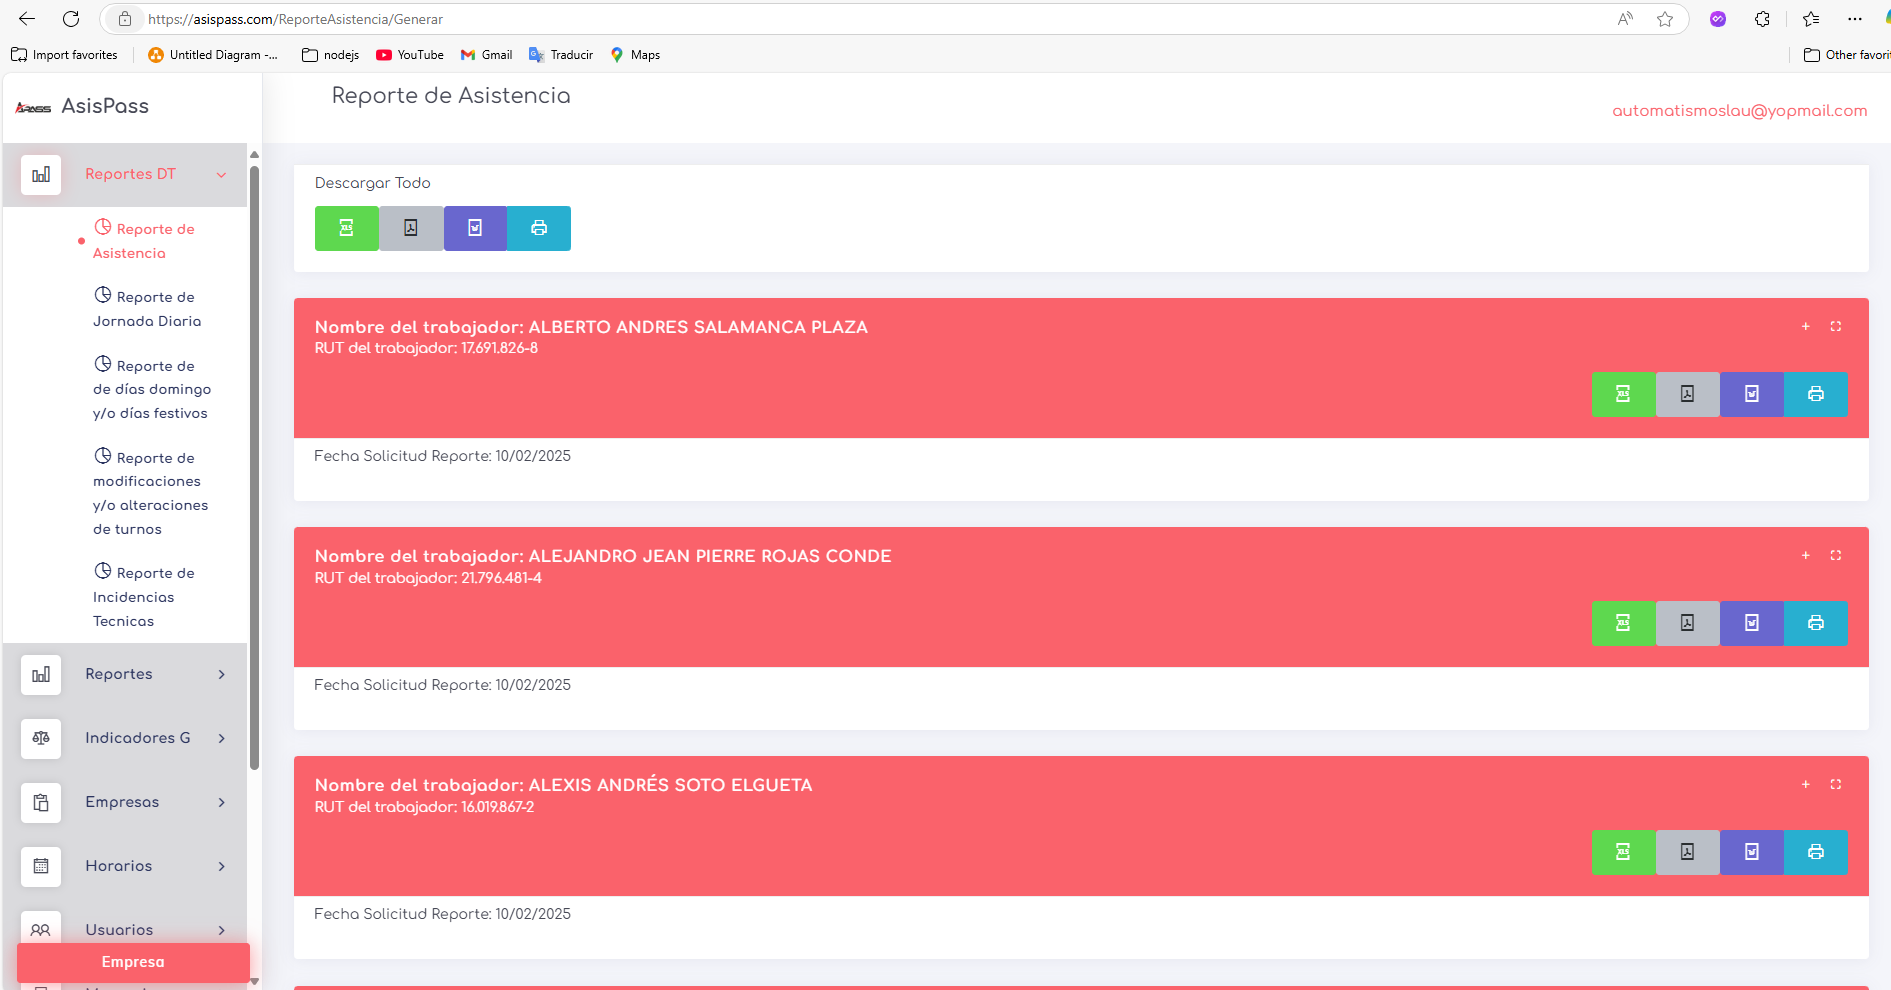 https://asispass.com/ReporteAsistencia/Generar
Import favorites
Untitled Diagram -...
nodejs
YouTube
Gmail
Traducir
Maps
Other favori
AsisPass
Reporte de Asistencia
automatismoslau@yopmail.com
Reportes DT
Reporte de
Asistencia
Reporte de
Jornada Diaria
Reporte de
de días domingo
y/o días festivos
Reporte de
modificaciones
y/o alteraciones
de turnos
Reporte de
Incidencias
Tecnicas
Reportes
Indicadores G
Empresas
Horarios
Usuarios
Empresa
Descargar Todo
XLS
Nombre del trabajador: ALBERTO ANDRES SALAMANCA PLAZA
RUT del trabajador: 17.691.826-8
XLS
Fecha Solicitud Reporte: 10/02/2025
Nombre del trabajador: ALEJANDRO JEAN PIERRE ROJAS CONDE
RUT del trabajador: 21.796.481-4
XLS
Fecha Solicitud Reporte: 10/02/2025
Nombre del trabajador: ALEXIS ANDRÉS SOTO ELGUETA
RUT del trabajador: 16.019.867-2
XLS
Fecha Solicitud Reporte: 10/02/2025